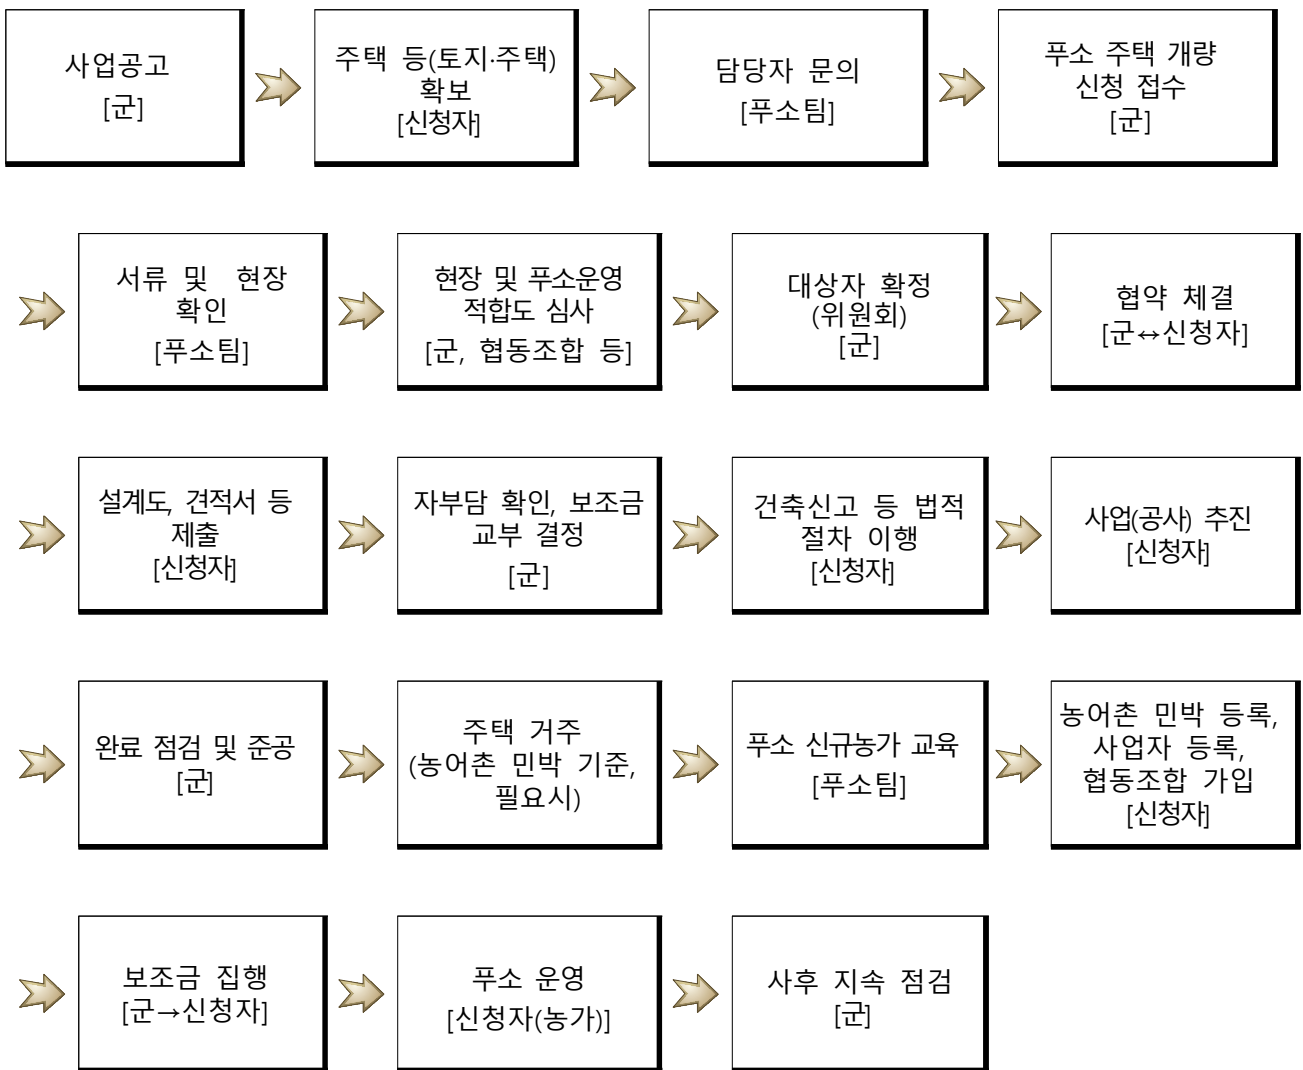 사업공고
[군]
주택 등(토지·주택)
확보
[신청자]
담당자 문의
[푸소팀]
푸소 주택 개량
신청 접수
[군]
서류 및 현장
확인
[푸소팀]
현장 및 푸소운영
적합도 심사
[군, 협동조합 등]
대상자 확정
(위원회)
[군]
협약 체결
[군↔신청자]
설계도, 견적서 등
제출
[신청자]
자부담 확인, 보조금
교부 결정
[군]
건축신고 등 법적
절차 이행
[신청자]
사업(공사) 추진
[신청자]
완료 점검 및 준공
[군]
주택 거주
(농어촌 민박 기준,
필요시)
푸소 신규농가 교육
[푸소팀]
농어촌 민박 등록,
사업자 등록,
협동조합 가입
[신청자]
보조금 집행
[군→신청자]
푸소 운영
[신청자(농가)]
사후 지속 점검
[군]